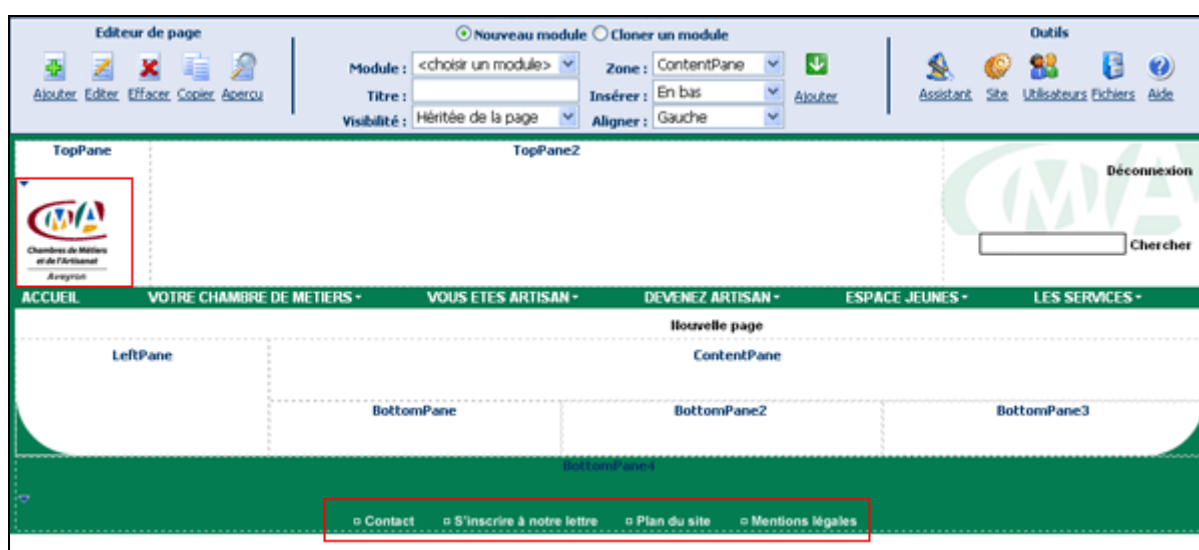 Editeur de page
Nouveau module Cloner un module
Outils
Module : <choisir un module> Zone : ContentPane
Ajouter Editer Effacer Copier Aperçu
Titre : Insérer : En bas Ajouter
Assistant Site Utilisateurs Fichiers Aide
Visibilité : Héritée de la page Aligner : Gauche
TopPane TopPane2
Déconnexion
CMA
Chambres de Métiers
et de l'Artisanat
Aveyron
Chercher
ACCUEIL VOTRE CHAMBRE DE METIERS VOUS ETES ARTISAN DEVENEZ ARTISAN ESPACE JEUNES LES SERVICES
Nouvelle page
LeftPane ContentPane
BottomPane BottomPane2 BottomPane3
BottomPane4
Contact S'inscrire à notre lettre Plan du site Mentions légales